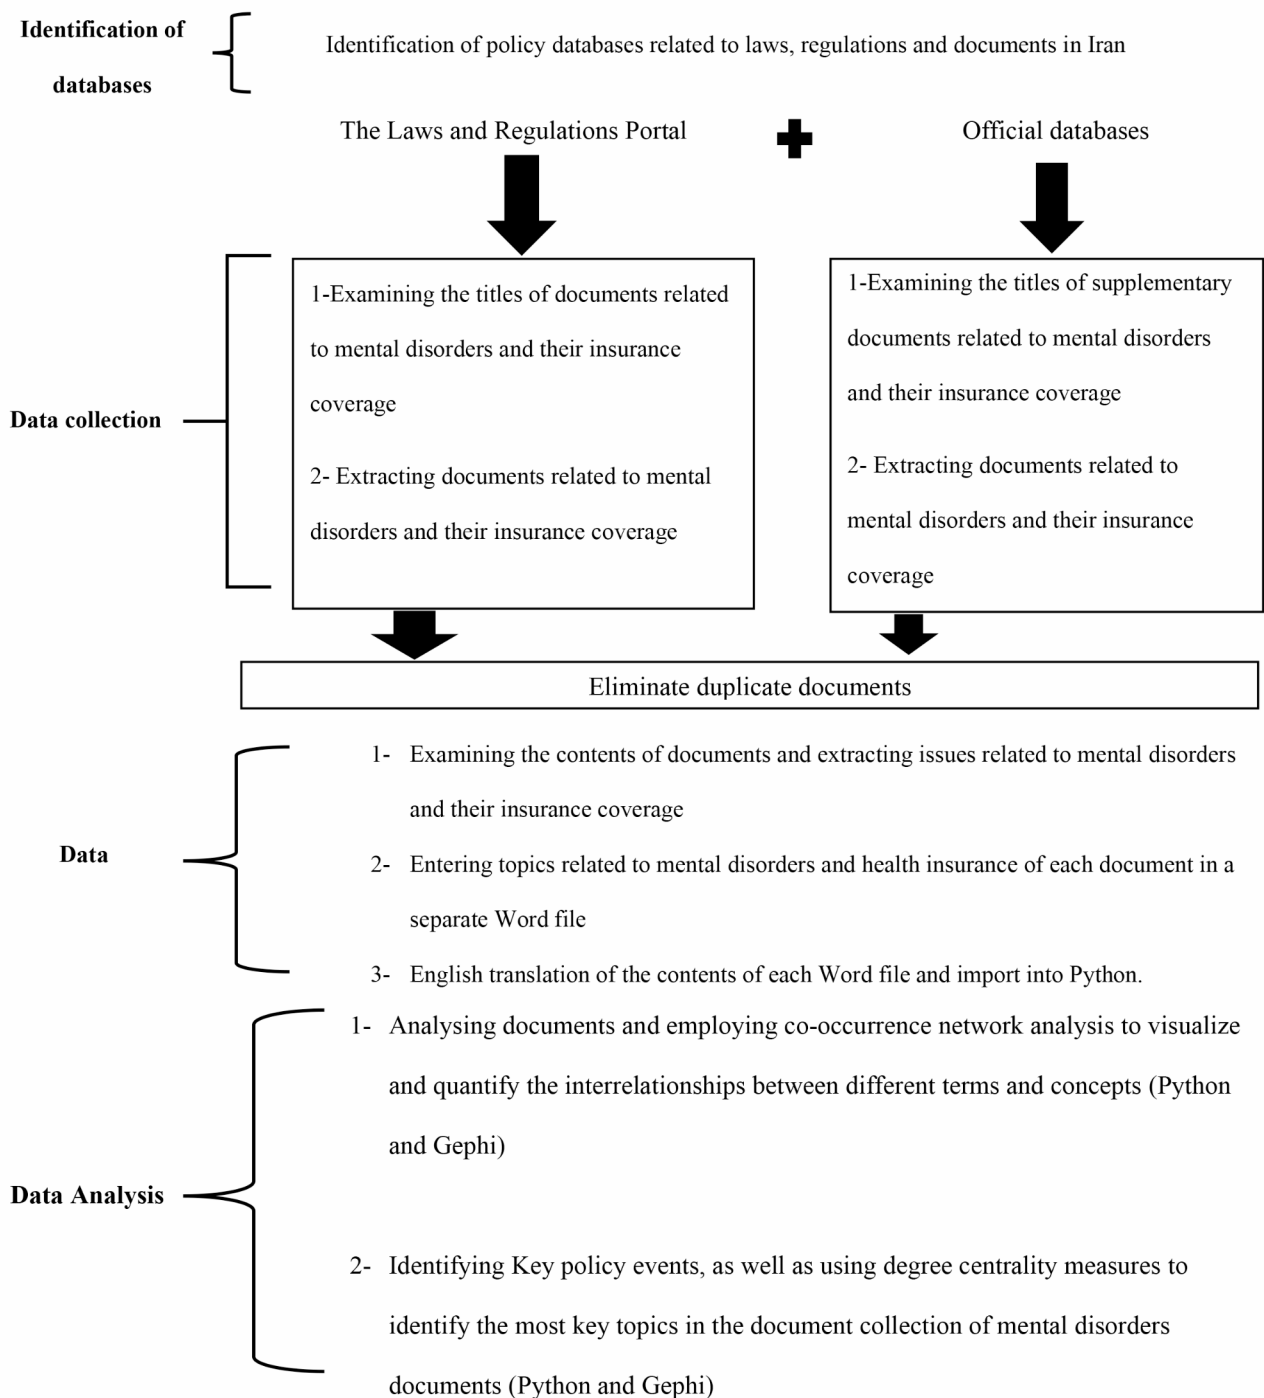 Identification of
databases
Identification of policy databases related to laws, regulations and documents in Iran
The Laws and Regulations Portal
Official databases
Data collection
1-Examining the titles of documents related
to mental disorders and their insurance
coverage
2- Extracting documents related to mental
disorders and their insurance coverage
1-Examining the titles of supplementary
documents related to mental disorders
and their insurance coverage
2- Extracting documents related to
mental disorders and their insurance
coverage
Eliminate duplicate documents
Data
1- Examining the contents of documents and extracting issues related to mental disorders
and their insurance coverage
2- Entering topics related to mental disorders and health insurance of each document in a
separate Word file
3- English translation of the contents of each Word file and import into Python.
Data Analysis
1- Analysing documents and employing co-occurrence network analysis to visualize
and quantify the interrelationships between different terms and concepts (Python
and Gephi)
2- Identifying Key policy events, as well as using degree centrality measures to
identify the most key topics in the document collection of mental disorders
documents (Python and Gephi)